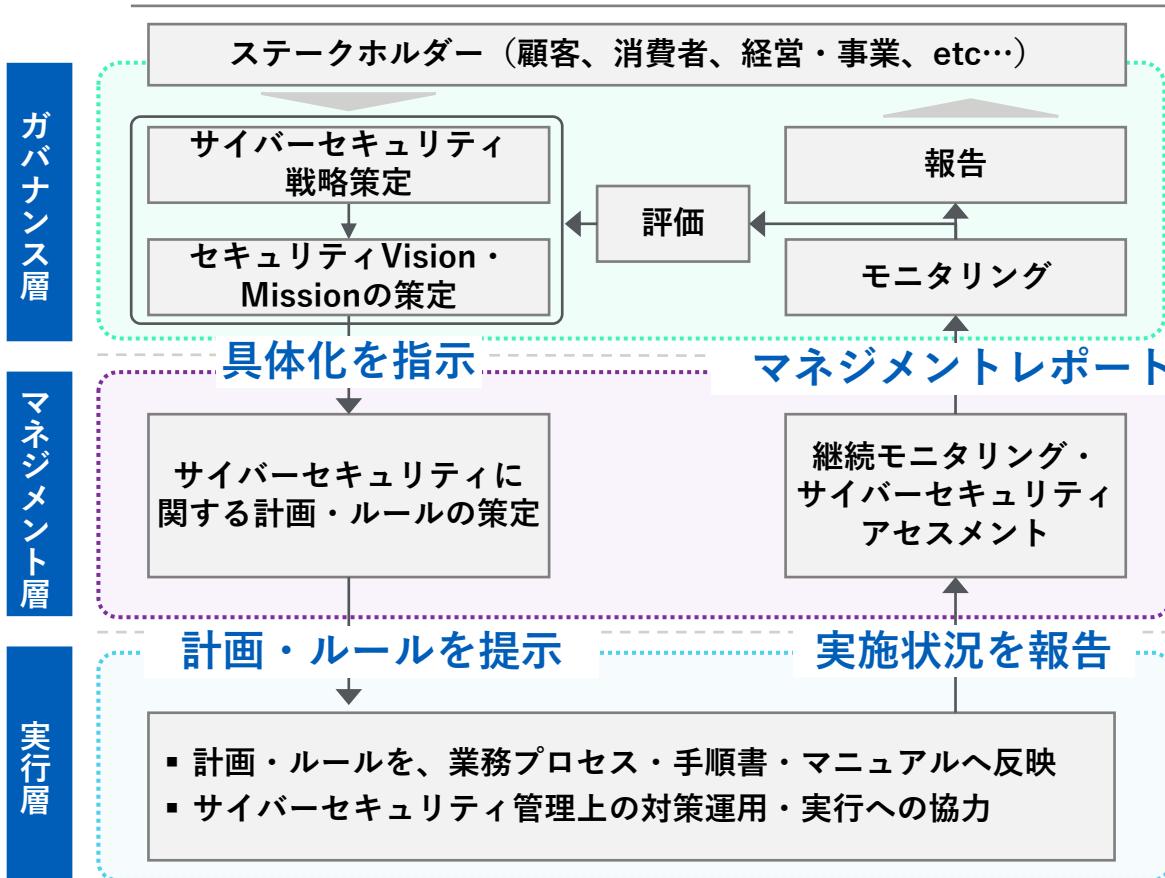 ステークホルダー（顧客、消費者、経営・事業、etc…）
ガバナンス層
サイバーセキュリティ
戦略策定
セキュリティVision・
Missionの策定
評価
報告
モニタリング
具体化を指示
マネジメントレポート
マネジメント層
サイバーセキュリティに
関する計画・ルールの策定
継続モニタリング・
サイバーセキュリティ
アセスメント
計画・ルールを提示
実施状況を報告
実行層
▪ 計画・ルールを、業務プロセス・手順書・マニュアルへ反映
▪ サイバーセキュリティ管理上の対策運用・実行への協力